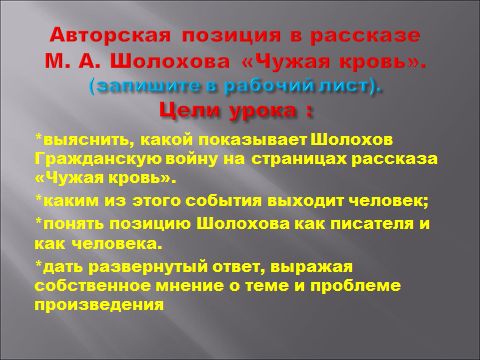 Авторская позиция в рассказе
М. А. Шолохова «Чужая кровь».
(запишите в рабочий лист).
Цели урока :
*выяснить, какой показывает Шолохов
Гражданскую войну на страницах рассказа
«Чужая кровь».
*каким из этого события выходит человек;
*понять позицию Шолохова как писателя и
как человека.
*дать развернутый ответ, выражая
собственное мнение о теме и проблеме
произведения